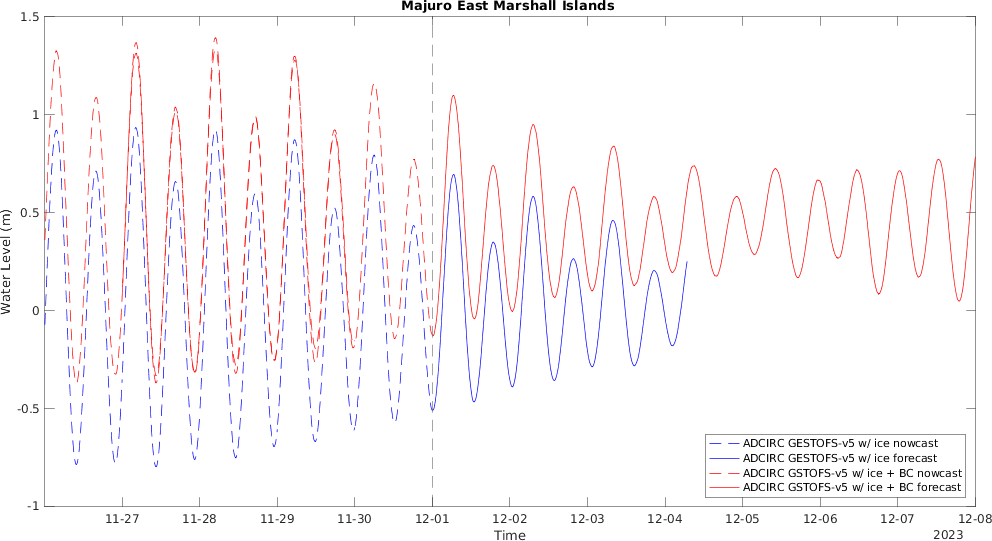 Majuro East Marshall Islands
Water Level (m)
1.5
1
0.5
0
-0.5
-1
11-27 11-28 11-29 11-30 12-01 12-02 12-03 12-04 12-05 12-06 12-07 12-08
Time
2023
ADCIRC GESTOFS-v5 w/ ice nowcast
ADCIRC GESTOFS-v5 w/ ice forecast
ADCIRC GSTOFS-v5 w/ ice + BC nowcast
ADCIRC GSTOFS-v5 w/ ice + BC forecast